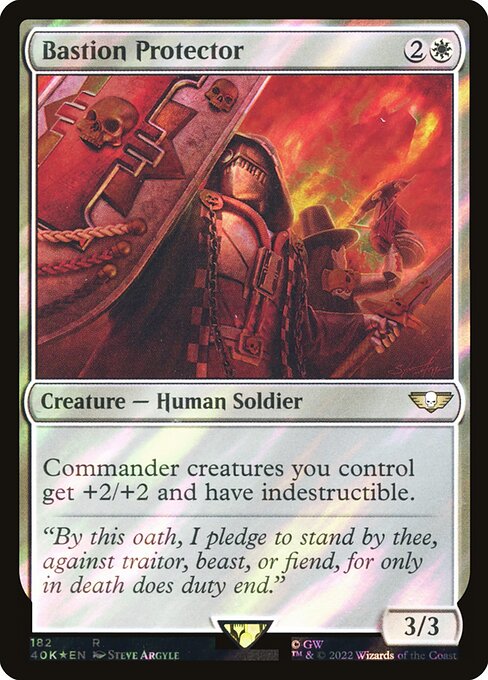 Bastion Protector 2
Creature — Human Soldier
Commander creatures you control
get +2/+2 and have indestructible.
“By this oath, I pledge to stand by thee,
against traitor, beast, or fiend, for only
in death does duty end.”
3/3
182 R
40K★EN Steve Argyle
© GW
™ & © 2022 Wizards of the Coast